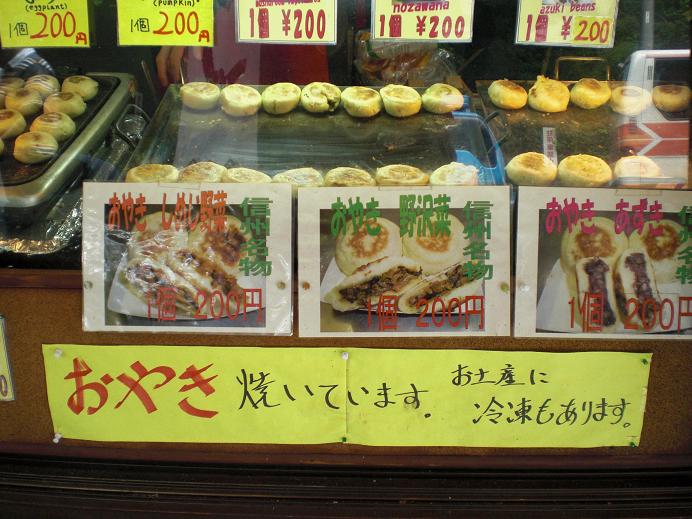 (eggplant)
1個 200円
(pumpkin)
1個 200円
1個 ¥200
nozawana
1個 ¥200
azuki beans
1個 ¥ 200
おやき しめじ野菜
信州名物
1個 200円
おやき 野沢菜
信州名物
1個 200円
おやき あずき
信州名物
1個 200円
おやき 焼いています。
お土産に
冷凍もあります。